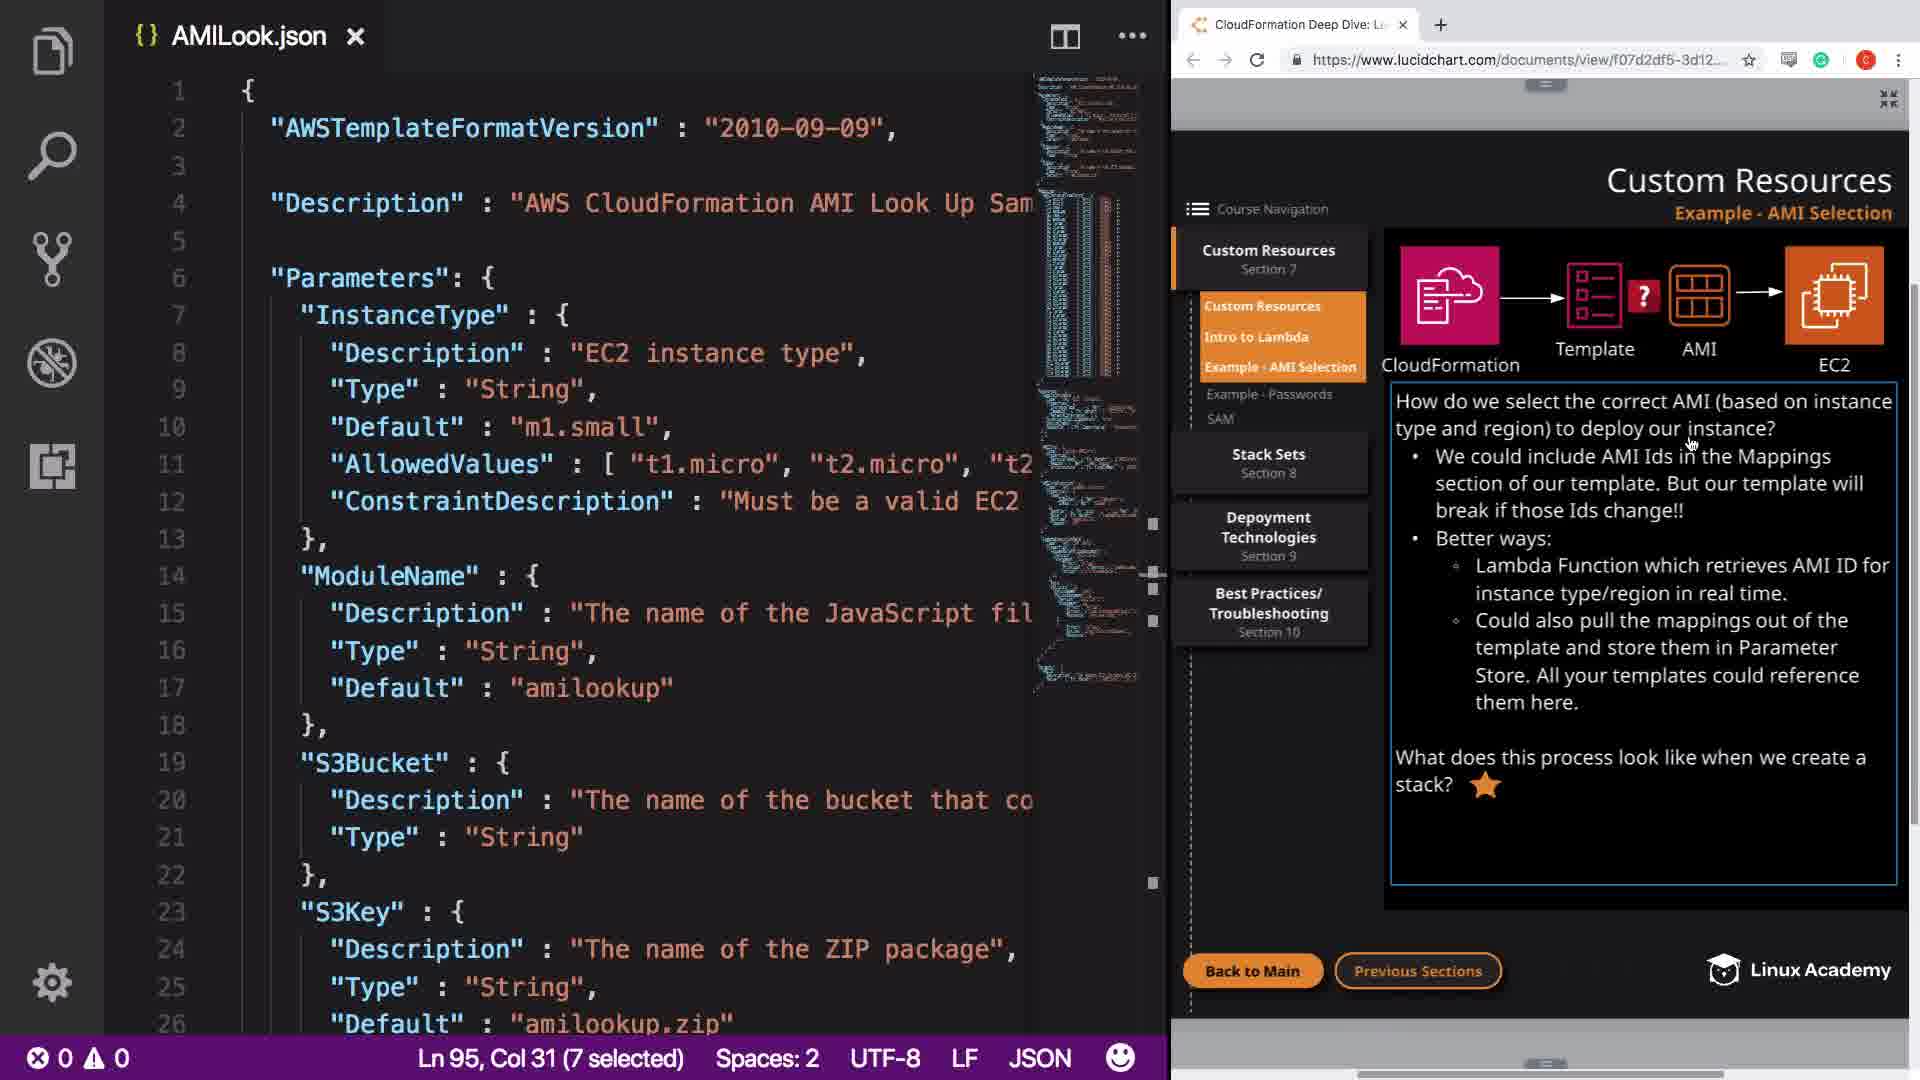 AMILook.json
1 {
2 "AWSTemplateFormatVersion" : "2010-09-09",
3
4 "Description" : "AWS CloudFormation AMI Look Up Sam
5
6 "Parameters": {
7 "InstanceType" : {
8 "Description" : "EC2 instance type",
9 "Type" : "String",
10 "Default" : "m1.small",
11 "AllowedValues" : [ "t1.micro", "t2.micro", "t2
12 "ConstraintDescription" : "Must be a valid EC2
13 },
14 "ModuleName" : {
15 "Description" : "The name of the JavaScript fil
16 "Type" : "String",
17 "Default" : "amilookup"
18 },
19 "S3Bucket" : {
20 "Description" : "The name of the bucket that co
21 "Type" : "String"
22 },
23 "S3Key" : {
24 "Description" : "The name of the ZIP package",
25 "Type" : "String",
26 "Default" : "amilookup.zip"
0 0 Ln 95, Col 31 (7 selected) Spaces: 2 UTF-8 LF JSON
CloudFormation Deep Dive: Le
https://www.lucidchart.com/documents/view/f07d2df5-3d12...
C
Custom Resources
Example - AMI Selection
Course Navigation
Custom Resources
Section 7
Custom Resources
Intro to Lambda
Example - AMI Selection
Example - Passwords
SAM
Stack Sets
Section 8
Depoyment
Technologies
Section 9
Best Practices/
Troubleshooting
Section 10
?
CloudFormation
Template
AMI
EC2
How do we select the correct AMI (based on instance
type and region) to deploy our instance?
• We could include AMI Ids in the Mappings
section of our template. But our template will
break if those Ids change!!
• Better ways:
◦ Lambda Function which retrieves AMI ID for
instance type/region in real time.
◦ Could also pull the mappings out of the
template and store them in Parameter
Store. All your templates could reference
them here.
What does this process look like when we create a
stack?
Back to Main
Previous Sections
Linux Academy